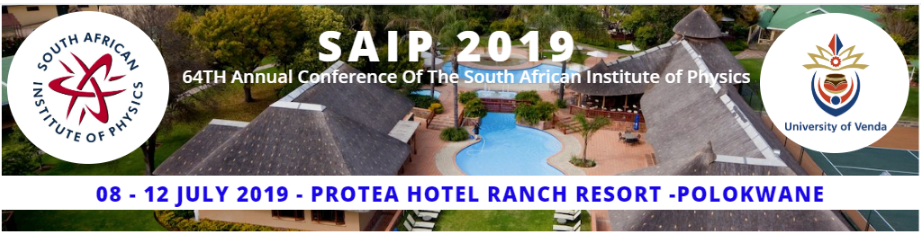 SAIP 2019
64TH Annual Conference Of The South African Institute of Physics
SOUTH AFRICAN
INSTITUTE OF PHYSICS
University of Venda
08 - 12 JULY 2019 - PROTEA HOTEL RANCH RESORT -POLOKWANE